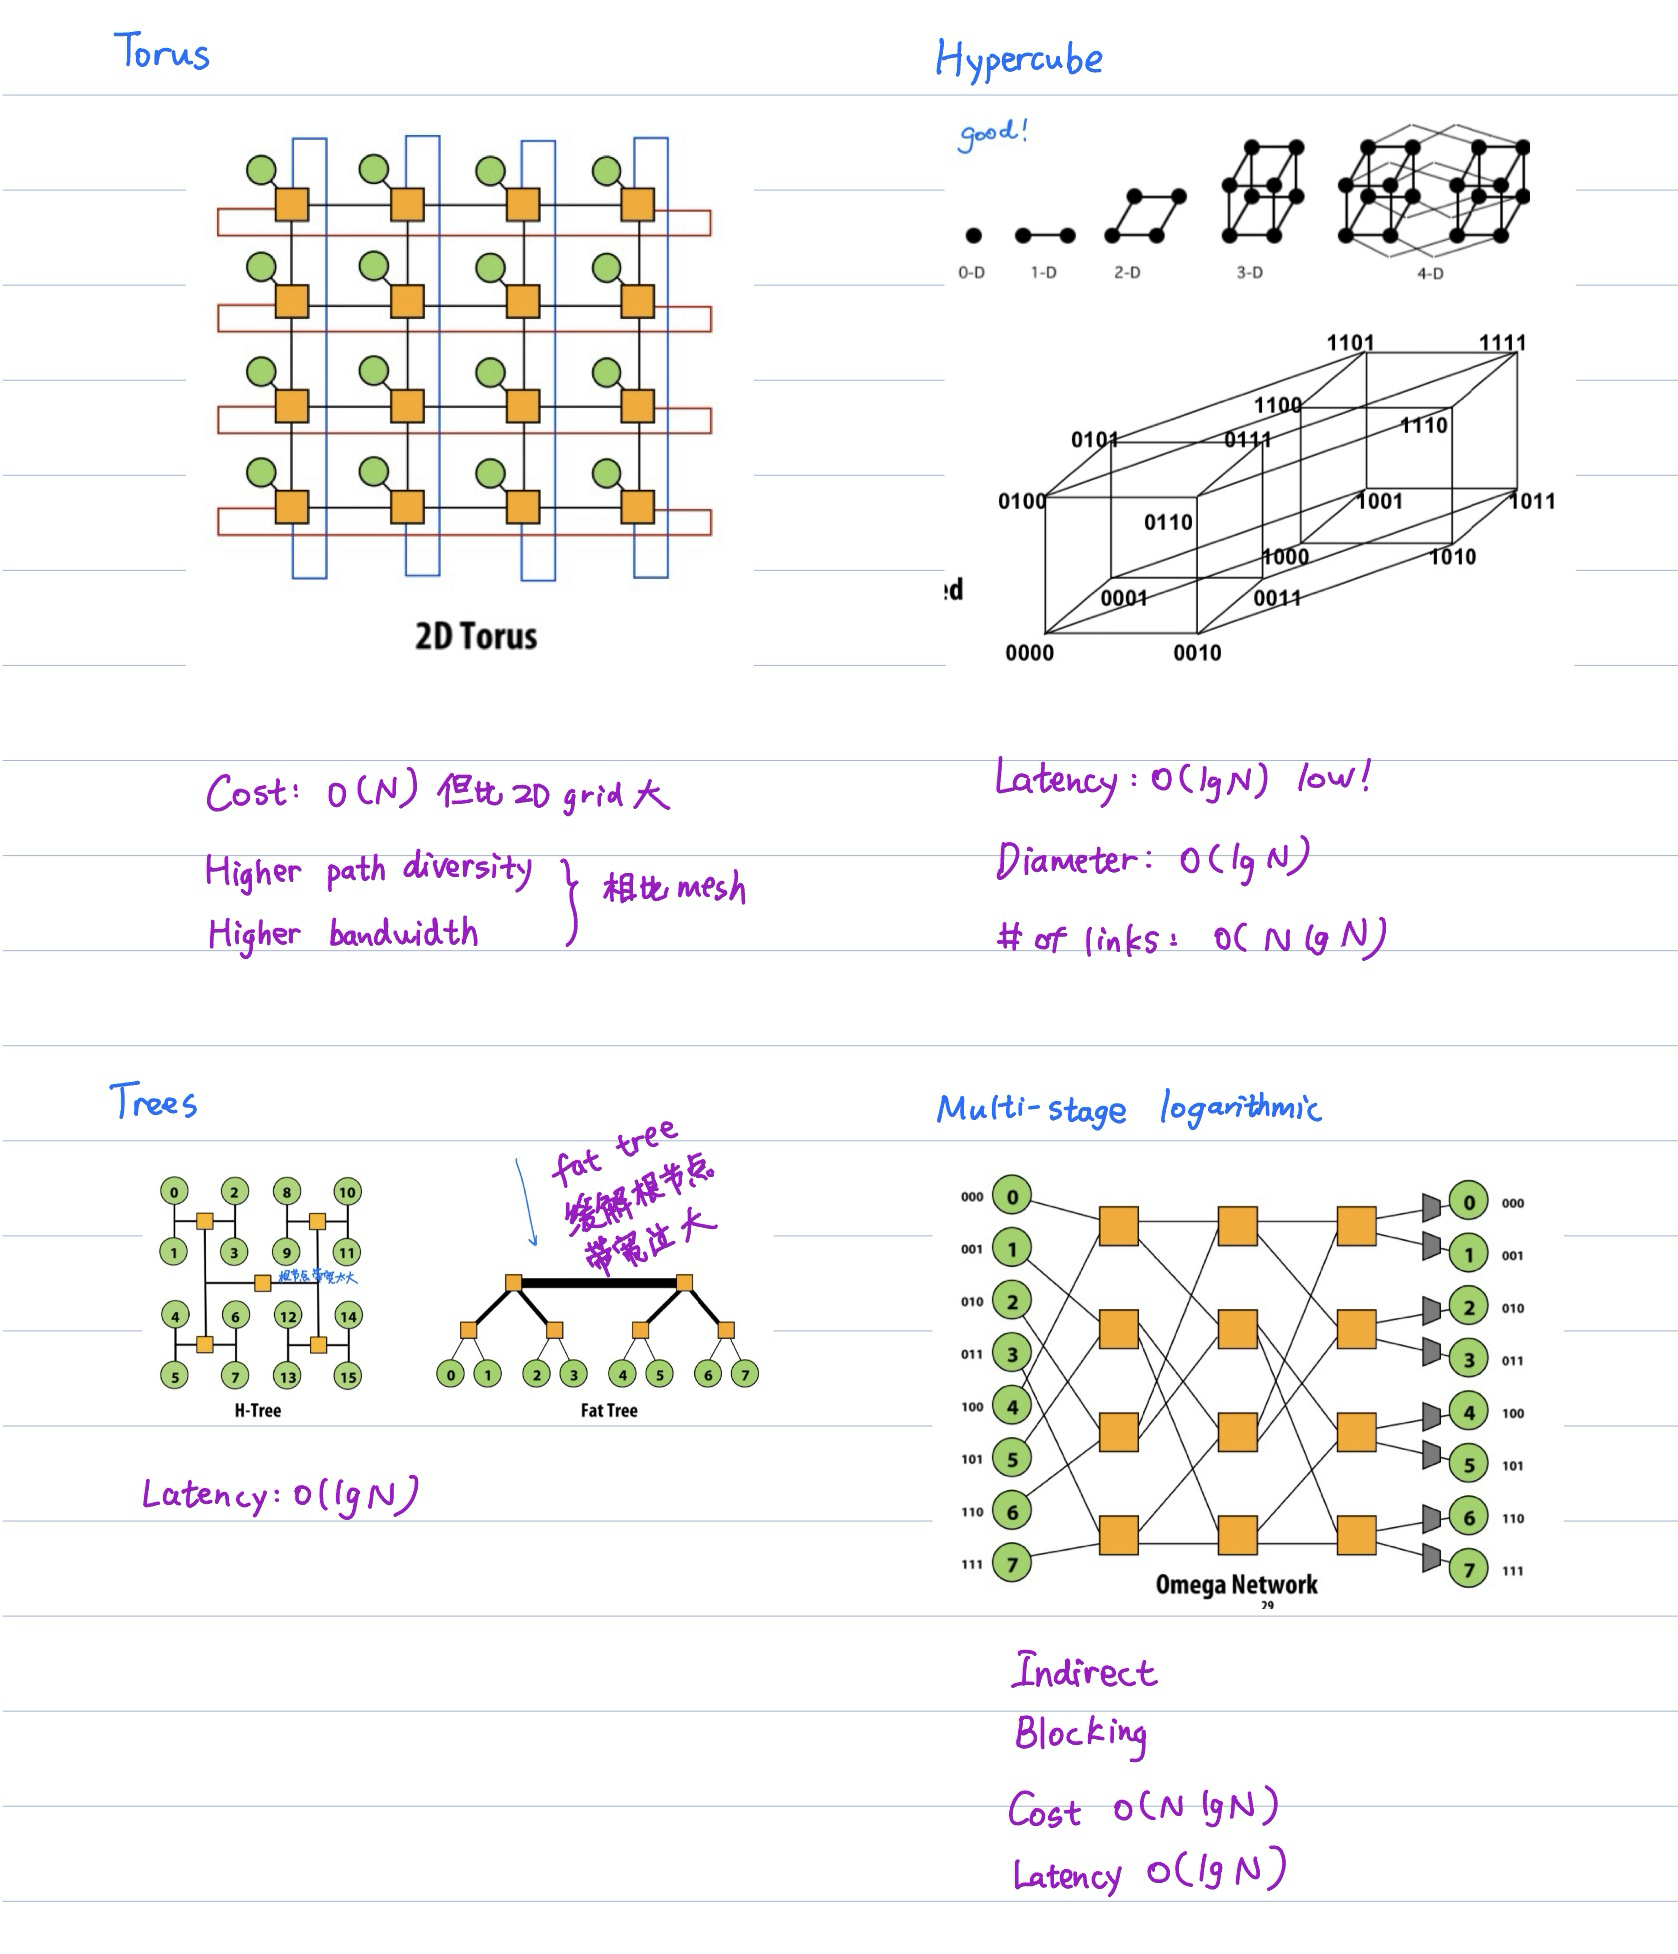 Torus
2D Torus
Cost: O(N) 但比 2D grid 大
Higher path diversity
Higher bandwidth
相比 mesh
Hypercube
good!
0-D 1-D 2-D 3-D 4-D
1101 1111
1100
1110
0101 0111
0100
1001 1011
0110
1000 1010
ed
0001 0011
0000 0010
Latency: O(lgN) low!
Diameter: O(lgN)
# of links: O(N lgN)
Trees
0 2 8 10
1 3 9 11
根节点带宽太大
4 6 12 14
5 7 13 15
H-Tree
fat tree
缓解根节点
带宽过大
0 1 2 3 4 5 6 7
Fat Tree
Latency: O(lgN)
Multi-stage logarithmic
000 0 0 000
001 1 1 001
010 2 2 010
011 3 3 011
100 4 4 100
101 5 5 101
110 6 6 110
111 7 7 111
Omega Network
29
Indirect
Blocking
Cost O(N lgN)
Latency O(lgN)